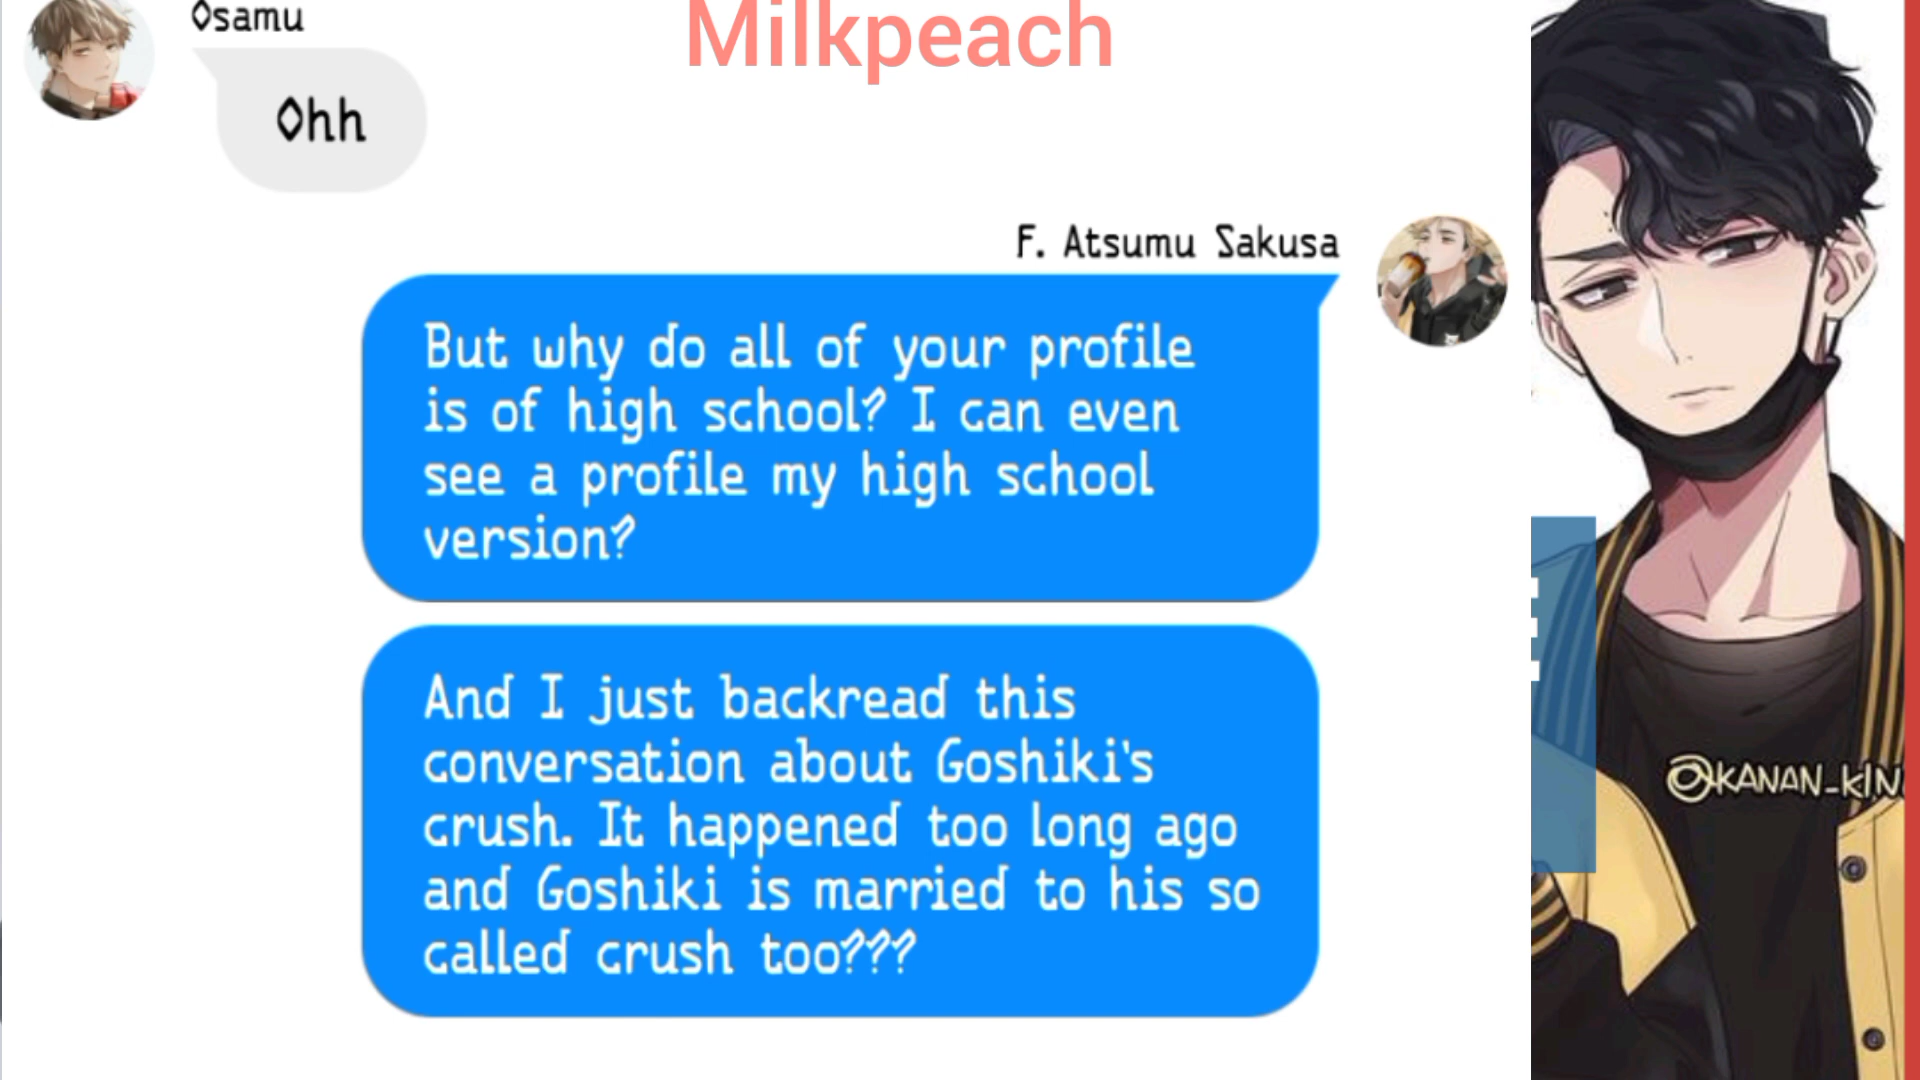 Osamu
Milkpeach
Ohh
F. Atsumu Sakusa
But why do all of your profile
is of high school? I can even
see a profile my high school
version?
And I just backread this
conversation about Goshiki's
crush. It happened too long ago
and Goshiki is married to his so
called crush too???
@KANAN_KIN